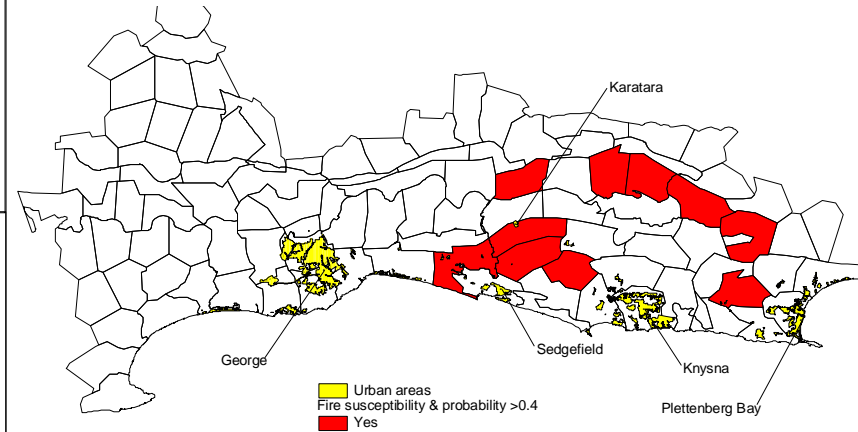 Karatara
George
Sedgefield
Knysna
Plettenberg Bay
Urban areas
Fire susceptibility & probability >0.4
Yes